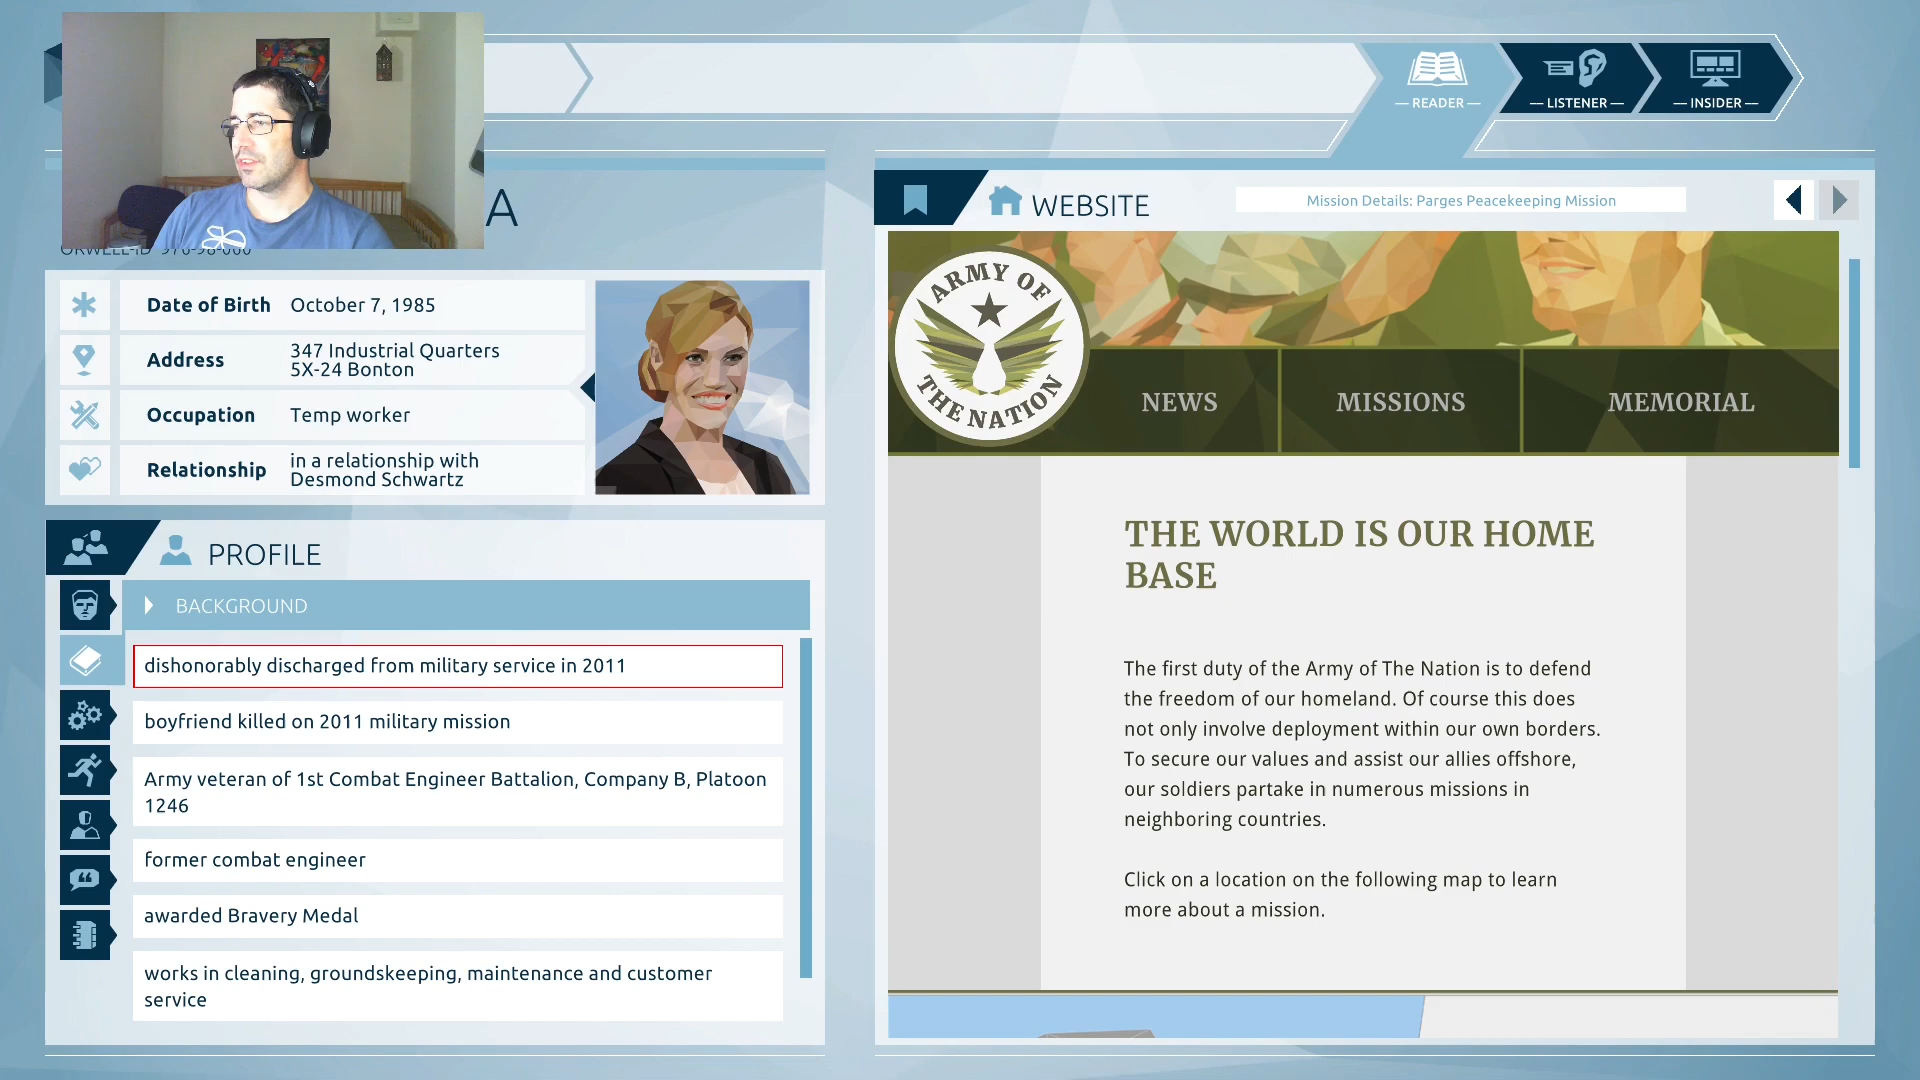 READER
LISTENER
INSIDER
A
Date of Birth October 7, 1985
Address 347 Industrial Quarters
5X-24 Bonton
Occupation Temp worker
Relationship in a relationship with
Desmond Schwartz
PROFILE
BACKGROUND
dishonorably discharged from military service in 2011
boyfriend killed on 2011 military mission
Army veteran of 1st Combat Engineer Battalion, Company B, Platoon
1246
former combat engineer
awarded Bravery Medal
works in cleaning, groundskeeping, maintenance and customer
service
WEBSITE
Mission Details: Parges Peacekeeping Mission
ARMY OF
THE NATION
NEWS
MISSIONS
MEMORIAL
THE WORLD IS OUR HOME
BASE
The first duty of the Army of The Nation is to defend
the freedom of our homeland. Of course this does
not only involve deployment within our own borders.
To secure our values and assist our allies offshore,
our soldiers partake in numerous missions in
neighboring countries.
Click on a location on the following map to learn
more about a mission.